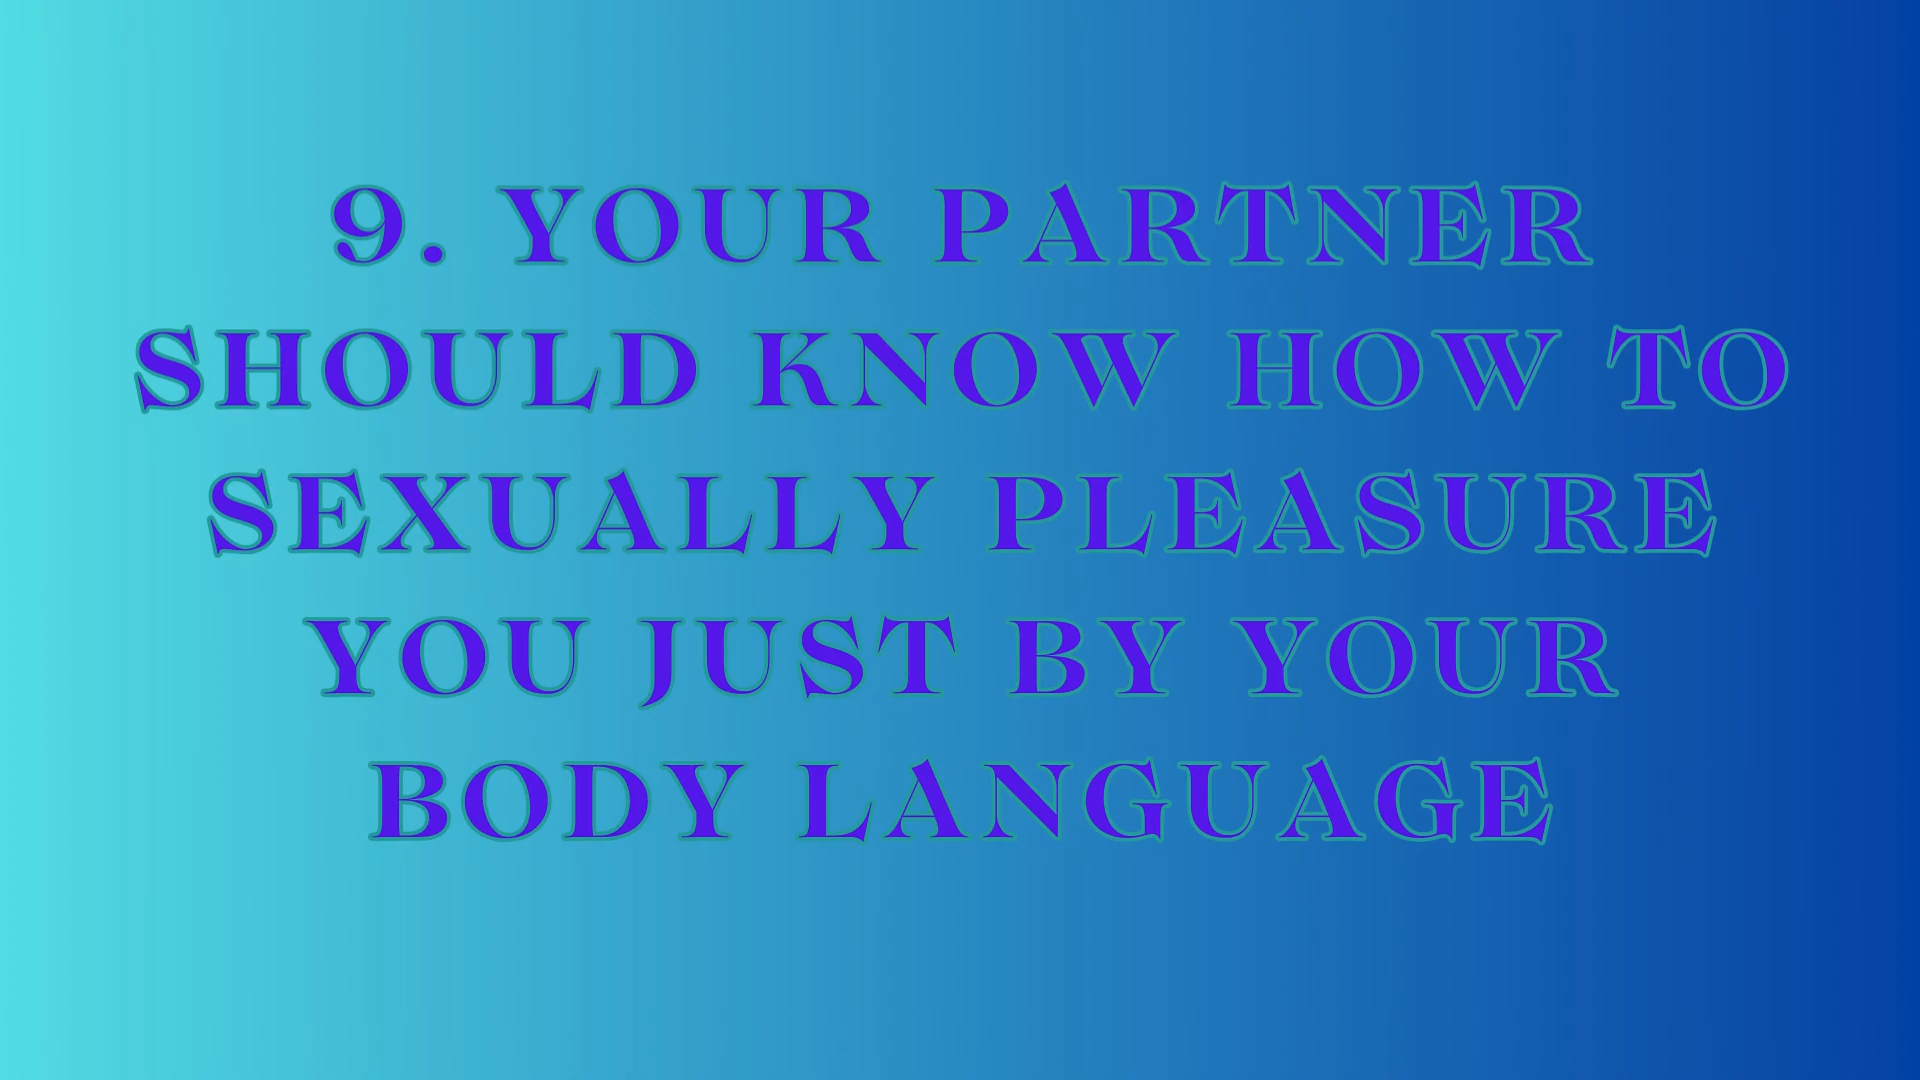 9. YOUR PARTNER
SHOULD KNOW HOW TO
SEXUALLY PLEASURE
YOU JUST BY YOUR
BODY LANGUAGE